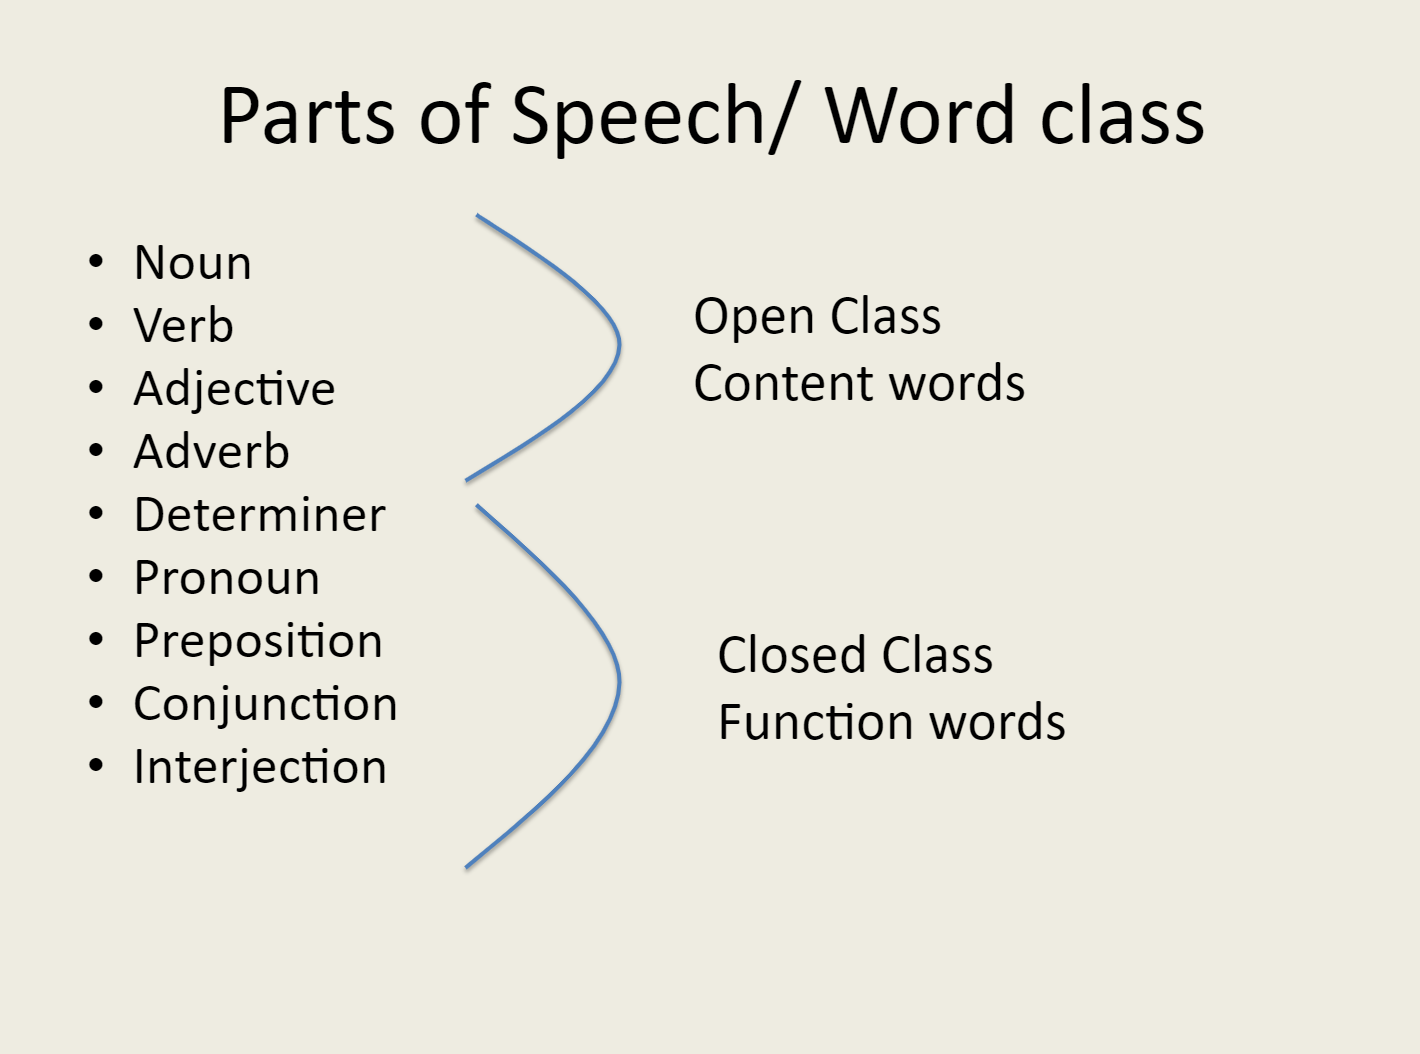 Parts of Speech/ Word class
• Noun
• Verb
• Adjective
• Adverb
• Determiner
• Pronoun
• Preposition
• Conjunction
• Interjection
Open Class
Content words
Closed Class
Function words